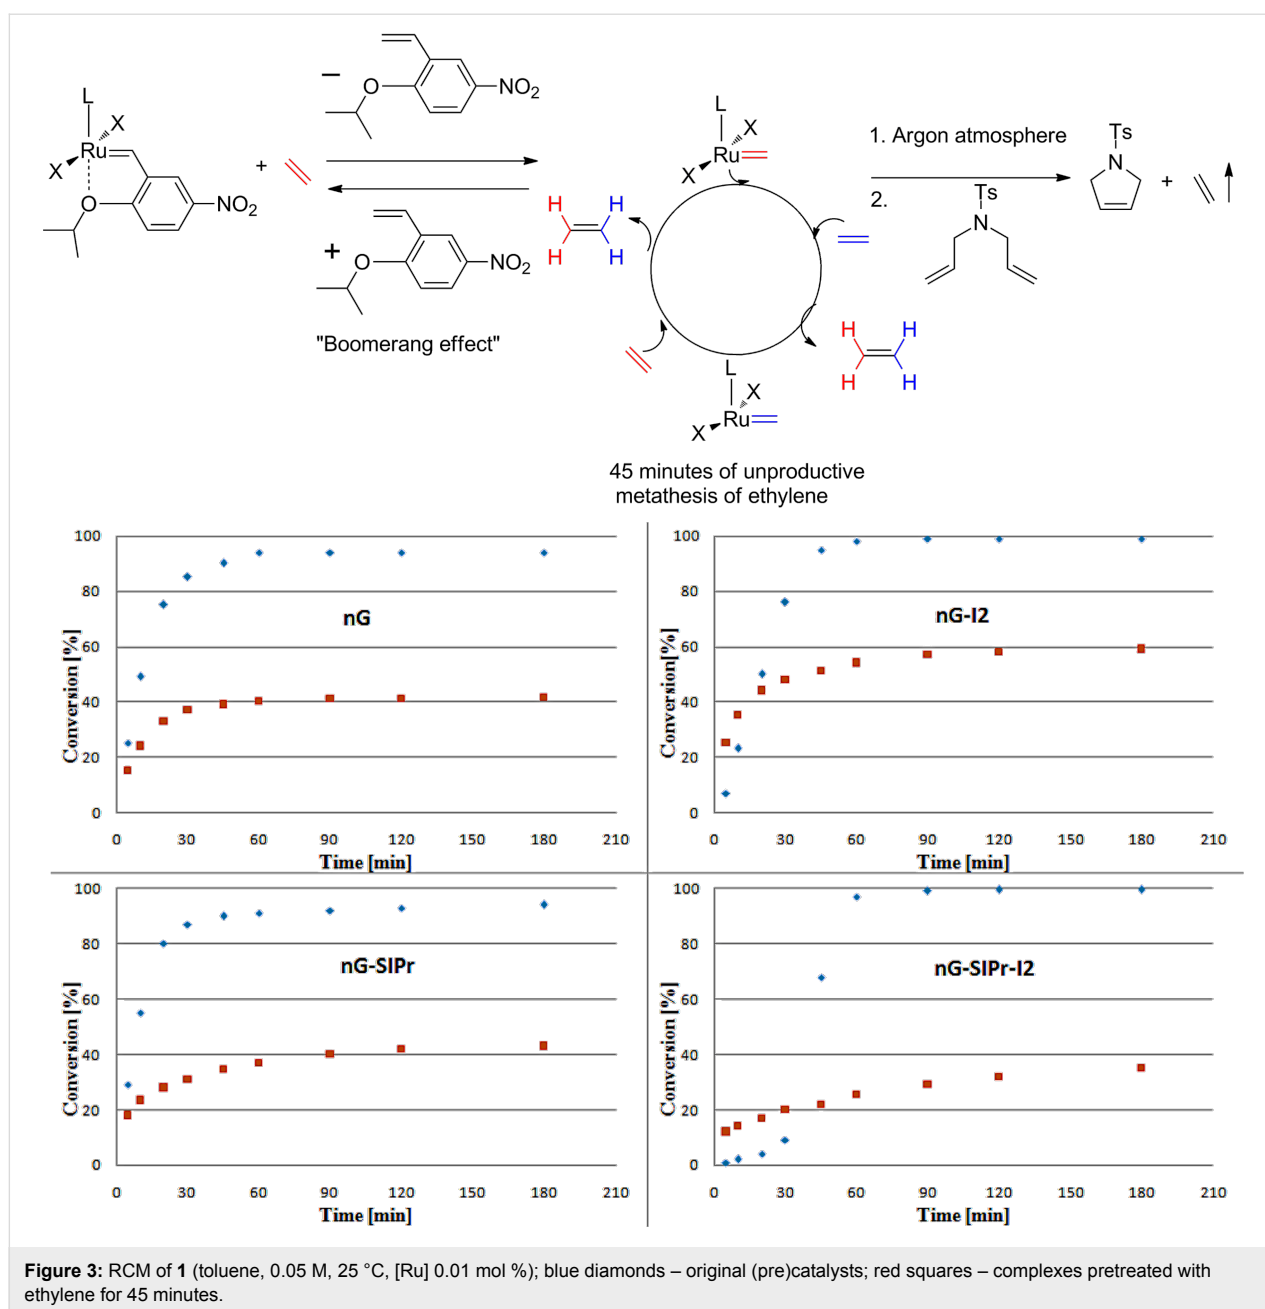 L
X
X
Ru
O
NO2
+
−
O
NO2
+
O
NO2
"Boomerang effect"
L
X
X
Ru
H
H
H
H
H
H
H
H
L
X
X
Ru
45 minutes of unproductive
metathesis of ethylene
1. Argon atmosphere
2.
Ts
N
Ts
N
+
100
80
60
40
20
0
Conversion [%]
nG
0 30 60 90 120 150 180 210
Time [min]
100
80
60
40
20
0
Conversion[%]
nG-I2
0 30 60 90 120 150 180 210
Time [min]
100
80
60
40
20
0
Conversion [%]
nG-SIPr
0 30 60 90 120 150 180 210
Time [min]
100
80
60
40
20
0
Conversion [%]
nG-SIPr-I2
0 30 60 90 120 150 180 210
Time [min]
Figure 3: RCM of 1 (toluene, 0.05 M, 25 °C, [Ru] 0.01 mol %); blue diamonds – original (pre)catalysts; red squares – complexes pretreated with
ethylene for 45 minutes.